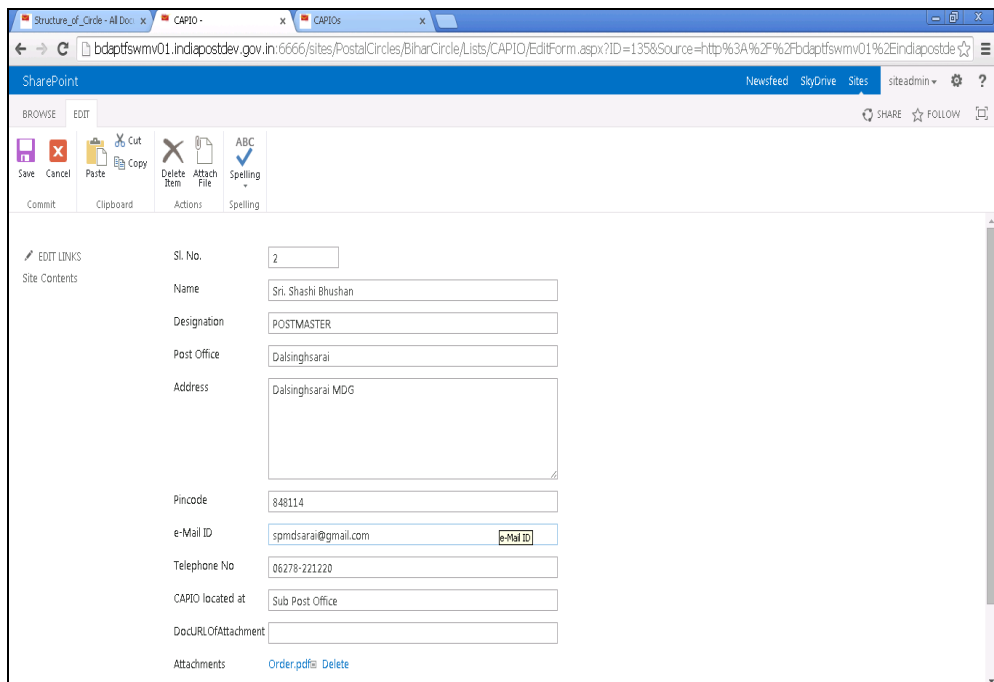 Structure_of_Circle - All Doc x CAPIO - x CAPIOs x
bdaptfswmv01.indiapostdev.gov.in:6666/sites/PostalCircles/BiharCircle/Lists/CAPIO/EditForm.aspx?ID=135&Source=http%3A%2F%2Fbdaptfswmv01%2Eindiapostde
SharePoint Newsfeed SkyDrive Sites siteadmin ?
BROWSE EDIT SHARE FOLLOW
Save Cancel Paste Cut Copy Delete Item Attach File ABC Spelling
Commit Clipboard Actions Spelling
EDIT LINKS
Site Contents
Sl. No. 2
Name Sri. Shashi Bhushan
Designation POSTMASTER
Post Office Dalsinghsarai
Address Dalsinghsarai MDG
Pincode 848114
e-Mail ID spmdsarai@gmail.com e-Mail ID
Telephone No 06278-221220
CAPIO located at Sub Post Office
DocURLOfAttachment
Attachments Order.pdf Delete